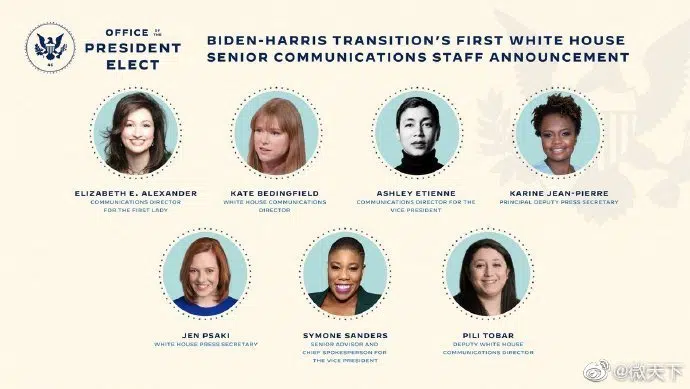 OFFICE OF THE
PRESIDENT
ELECT
BIDEN-HARRIS TRANSITION'S FIRST WHITE HOUSE
SENIOR COMMUNICATIONS STAFF ANNOUNCEMENT
ELIZABETH E. ALEXANDER
COMMUNICATIONS DIRECTOR
FOR THE FIRST LADY
KATE BEDINGFIELD
WHITE HOUSE COMMUNICATIONS
DIRECTOR
ASHLEY ETIENNE
COMMUNICATIONS DIRECTOR FOR THE
VICE PRESIDENT
KARINE JEAN-PIERRE
PRINCIPAL DEPUTY PRESS SECRETARY
JEN PSAKI
WHITE HOUSE PRESS SECRETARY
SYMONE SANDERS
SENIOR ADVISOR AND
CHIEF SPOKESPERSON FOR
THE VICE PRESIDENT
PILI TOBAR
DEPUTY WHITE HOUSE
COMMUNICATIONS DIRECTOR
46
@微天下